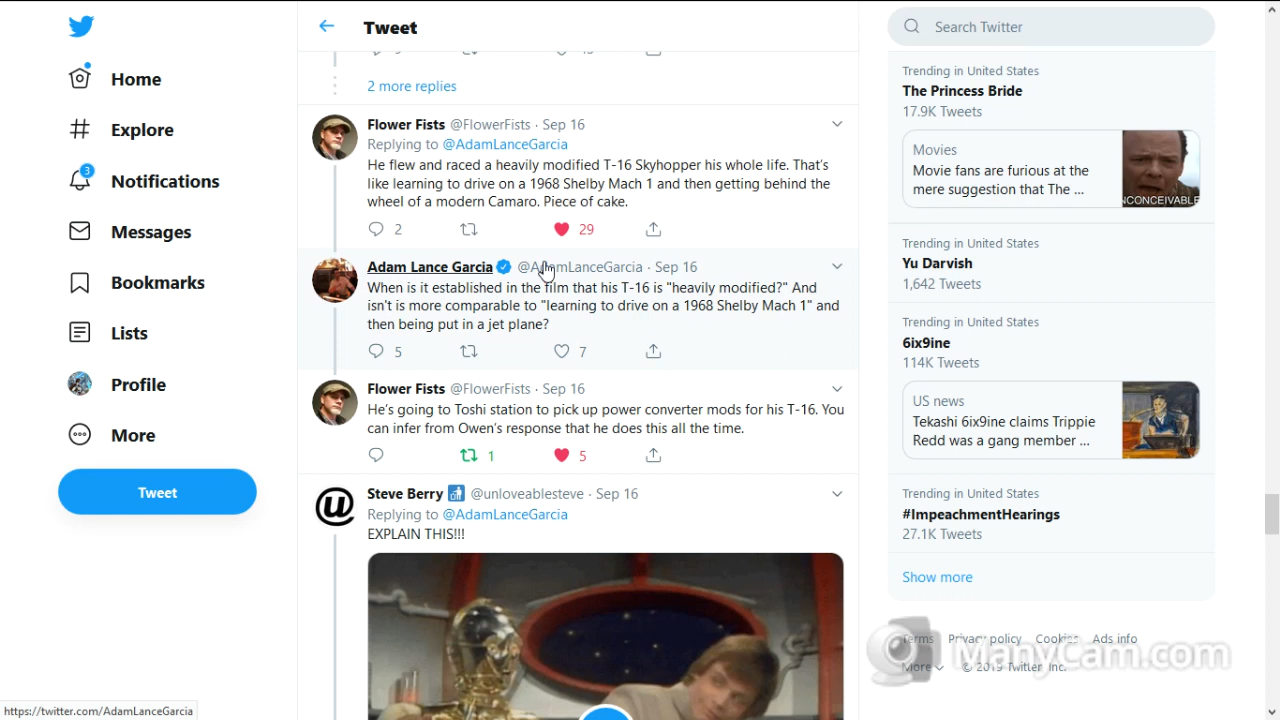 Tweet
Search Twitter
Home
Explore
3
Notifications
Messages
Bookmarks
Lists
Profile
More
Tweet
2 more replies
Flower Fists @FlowerFists · Sep 16
Replying to @AdamLanceGarcia
He flew and raced a heavily modified T-16 Skyhopper his whole life. That's
like learning to drive on a 1968 Shelby Mach 1 and then getting behind the
wheel of a modern Camaro. Piece of cake.
2 29
Adam Lance Garcia @AdamLanceGarcia · Sep 16
When is it established in the film that his T-16 is "heavily modified?" And
isn't is more comparable to "learning to drive on a 1968 Shelby Mach 1" and
then being put in a jet plane?
5 7
Flower Fists @FlowerFists · Sep 16
He's going to Toshi station to pick up power converter mods for his T-16. You
can infer from Owen's response that he does this all the time.
1 5
Steve Berry @unloveablesteve · Sep 16
Replying to @AdamLanceGarcia
EXPLAIN THIS!!!
Trending in United States
The Princess Bride
17.9K Tweets
Movies
Movie fans are furious at the
mere suggestion that The ...
NCONCEIVABLE
Trending in United States
Yu Darvish
1,642 Tweets
Trending in United States
6ix9ine
114K Tweets
US news
Tekashi 6ix9ine claims Trippie
Redd was a gang member ...
Trending in United States
#ImpeachmentHearings
27.1K Tweets
Show more
Terms Privacy policy Cookies Ads info
More © 2019 Twitter, Inc.
ManyCam.com
https://twitter.com/AdamLanceGarcia